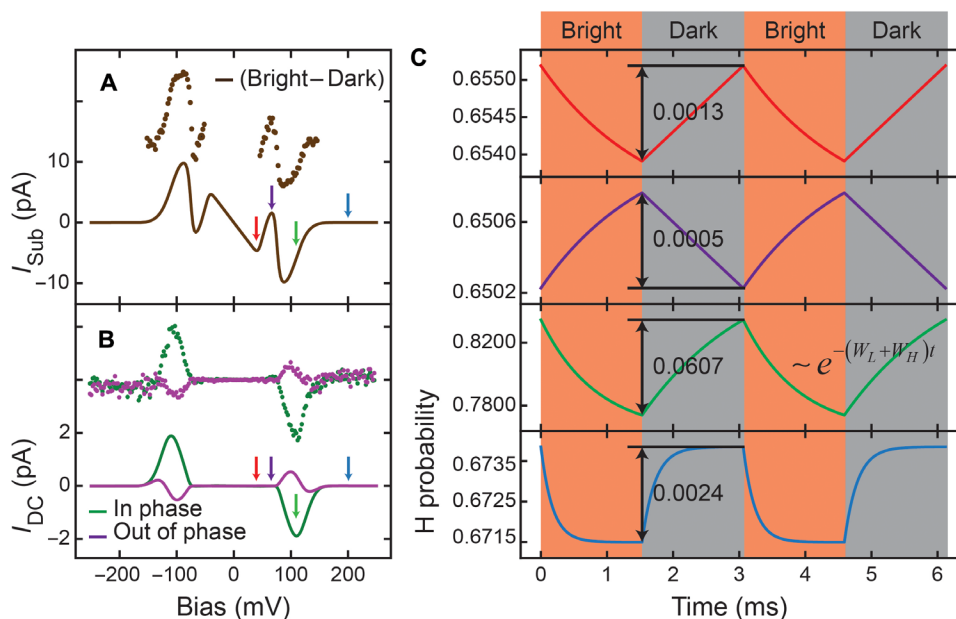 A
(Bright−Dark)
10
0
−10
I_Sub (pA)
B
2
0
−2
I_DC (pA)
In phase
Out of phase
−200 −100 0 100 200
Bias (mV)
C
Bright Dark Bright Dark
0.6550
0.6545
0.6540
0.0013
0.6506
0.6502
0.0005
0.8200
0.7800
0.0607
~ e^−(W_L+W_H)t
0.6735
0.6725
0.6715
0.0024
H probability
0 1 2 3 4 5 6
Time (ms)